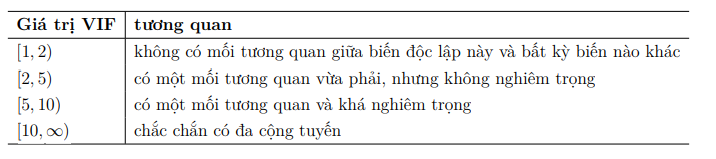 Giá trị VIF tương quan
[1, 2) không có mối tương quan giữa biến độc lập này và bất kỳ biến nào khác
[2, 5) có một mối tương quan vừa phải, nhưng không nghiêm trọng
[5, 10) có một mối tương quan và khá nghiêm trọng
[10, ∞) chắc chắn có đa cộng tuyến